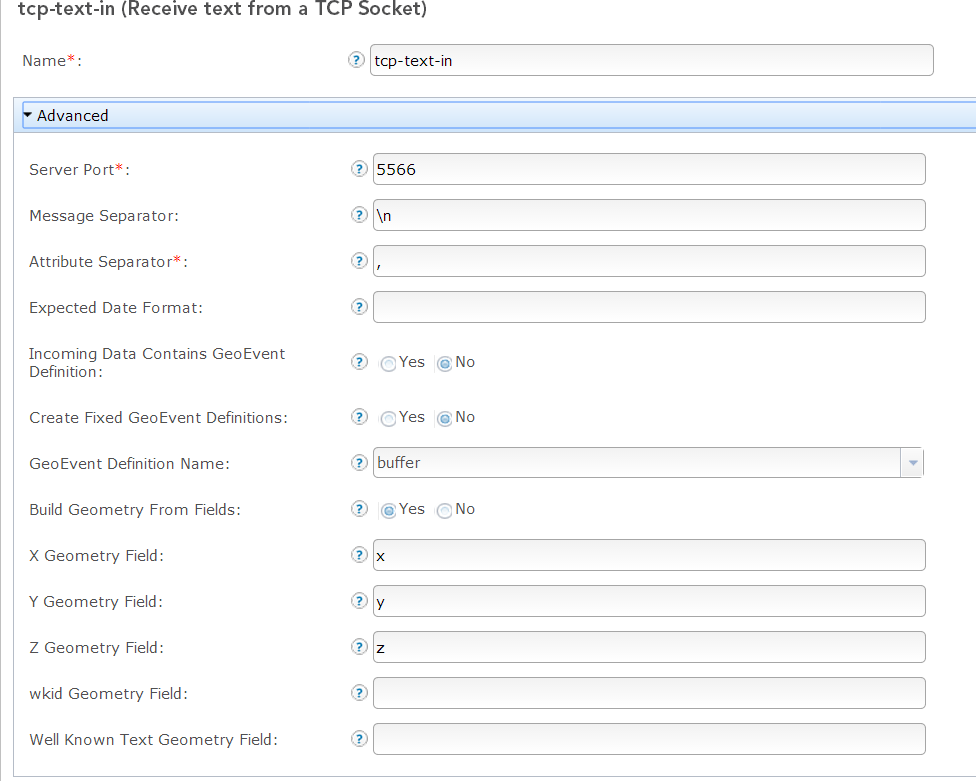 tcp-text-in (Receive text from a TCP Socket)
Name*: ? tcp-text-in
Advanced
Server Port*: ? 5566
Message Separator: ? \n
Attribute Separator*: ? ,
Expected Date Format: ?
Incoming Data Contains GeoEvent
Definition: ? Yes No
Create Fixed GeoEvent Definitions: ? Yes No
GeoEvent Definition Name: ? buffer
Build Geometry From Fields: ? Yes No
X Geometry Field: ? x
Y Geometry Field: ? y
Z Geometry Field: ? z
wkid Geometry Field: ?
Well Known Text Geometry Field: ?